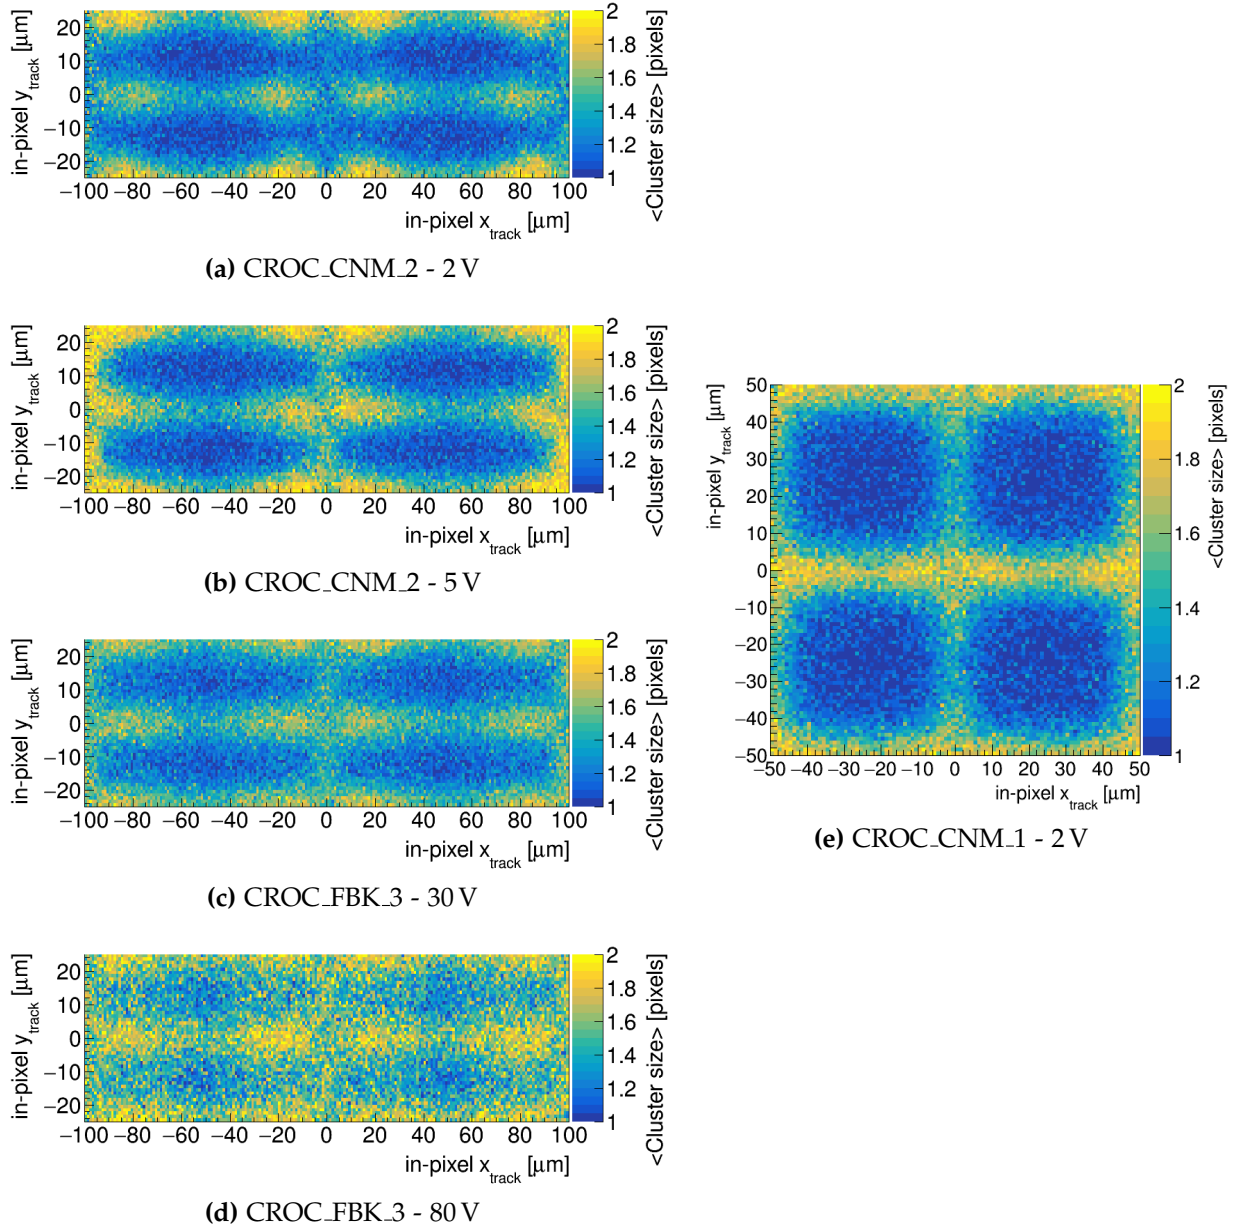 in-pixel y_track [μm]
20
10
0
−10
−20
−100 −80 −60 −40 −20 0 20 40 60 80 100
in-pixel x_track [μm]
2
1.8
1.6
1.4
1.2
1
<Cluster size> [pixels]
(a) CROC_CNM_2 - 2 V
in-pixel y_track [μm]
20
10
0
−10
−20
−100 −80 −60 −40 −20 0 20 40 60 80 100
in-pixel x_track [μm]
2
1.8
1.6
1.4
1.2
1
<Cluster size> [pixels]
(b) CROC_CNM_2 - 5 V
in-pixel y_track [μm]
20
10
0
−10
−20
−100 −80 −60 −40 −20 0 20 40 60 80 100
in-pixel x_track [μm]
2
1.8
1.6
1.4
1.2
1
<Cluster size> [pixels]
(c) CROC_FBK_3 - 30 V
in-pixel y_track [μm]
20
10
0
−10
−20
−100 −80 −60 −40 −20 0 20 40 60 80 100
in-pixel x_track [μm]
2
1.8
1.6
1.4
1.2
1
<Cluster size> [pixels]
(d) CROC_FBK_3 - 80 V
in-pixel y_track [μm]
50
40
30
20
10
0
−10
−20
−30
−40
−50
−50 −40 −30 −20 −10 0 10 20 30 40 50
in-pixel x_track [μm]
2
1.8
1.6
1.4
1.2
1
<Cluster size> [pixels]
(e) CROC_CNM_1 - 2 V